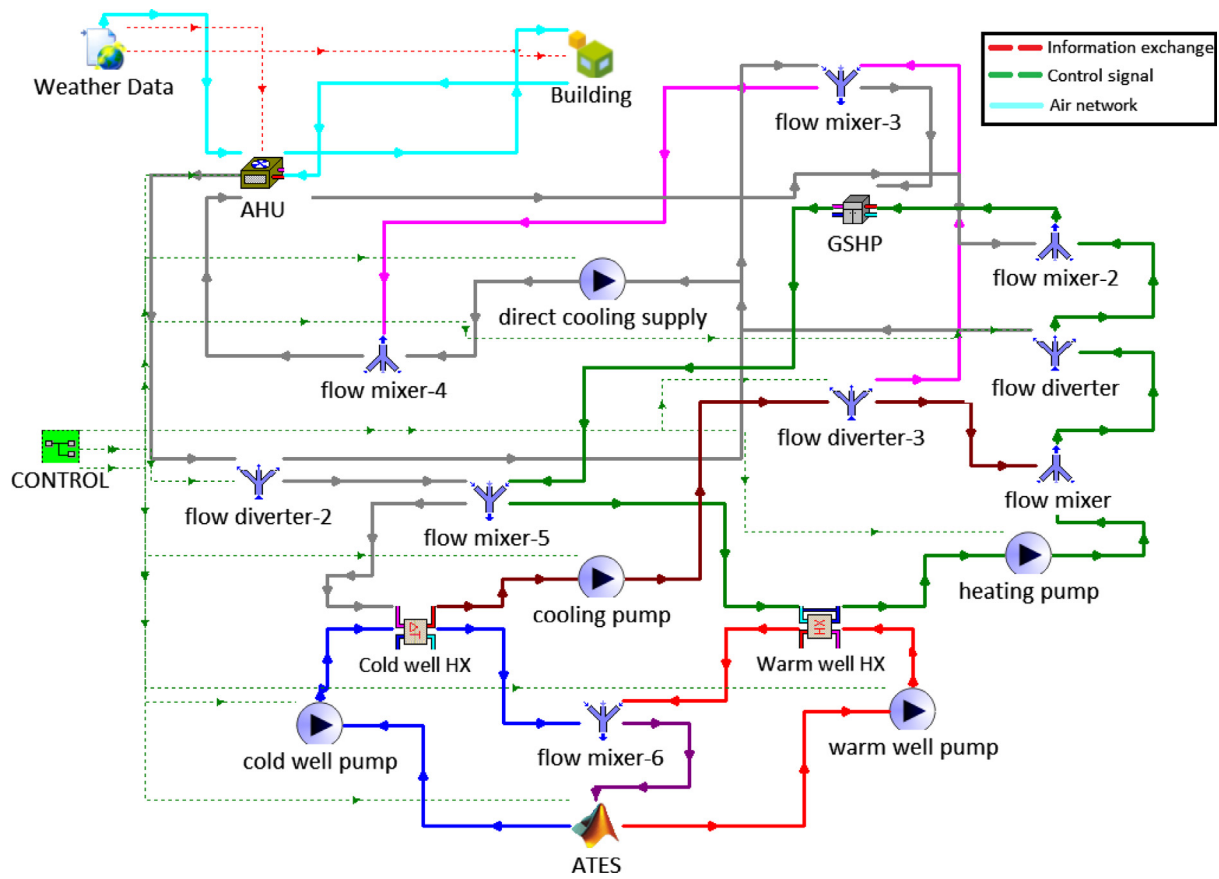 Weather Data
Building
Information exchange
Control signal
Air network
flow mixer-3
AHU
GSHP
flow mixer-2
direct cooling supply
flow mixer-4
flow diverter
flow diverter-3
CONTROL
flow mixer
flow diverter-2
flow mixer-5
cooling pump
heating pump
ΔT
XH
Cold well HX
Warm well HX
cold well pump
flow mixer-6
warm well pump
ATES